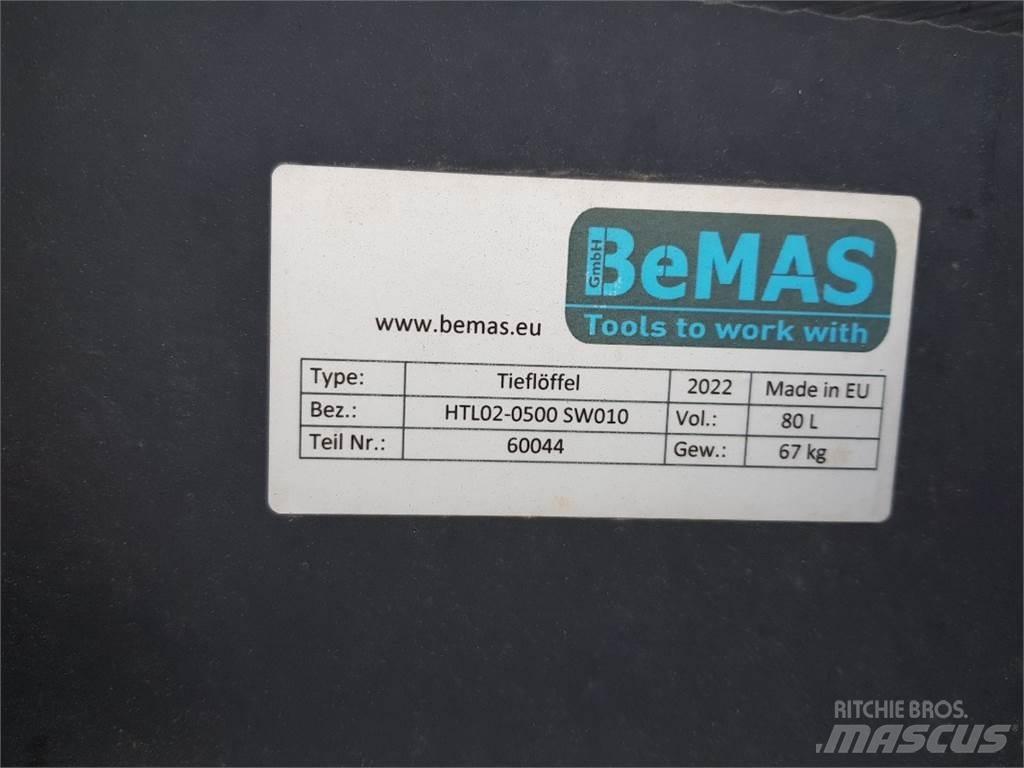 GmbH BeMAS
Tools to work with
www.bemas.eu
Type: Tieflöffel 2022 Made in EU
Bez.: HTL02-0500 SW010 Vol.: 80 L
Teil Nr.: 60044 Gew.: 67 kg
RITCHIE BROS.
MASCUS